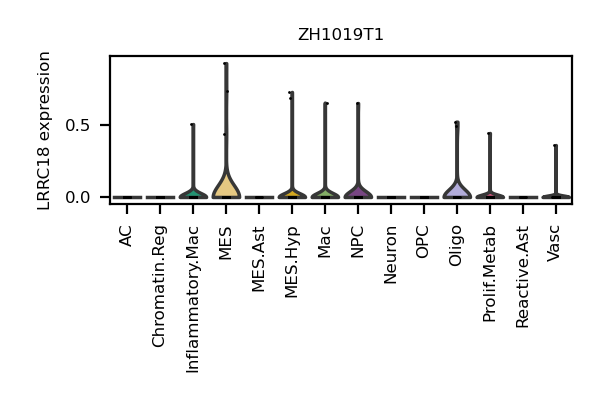 ZH1019T1
LRRC18 expression
0.5
0.0
AC
Chromatin.Reg
Inflammatory.Mac
MES
MES.Ast
MES.Hyp
Mac
NPC
Neuron
OPC
Oligo
Prolif.Metab
Reactive.Ast
Vasc